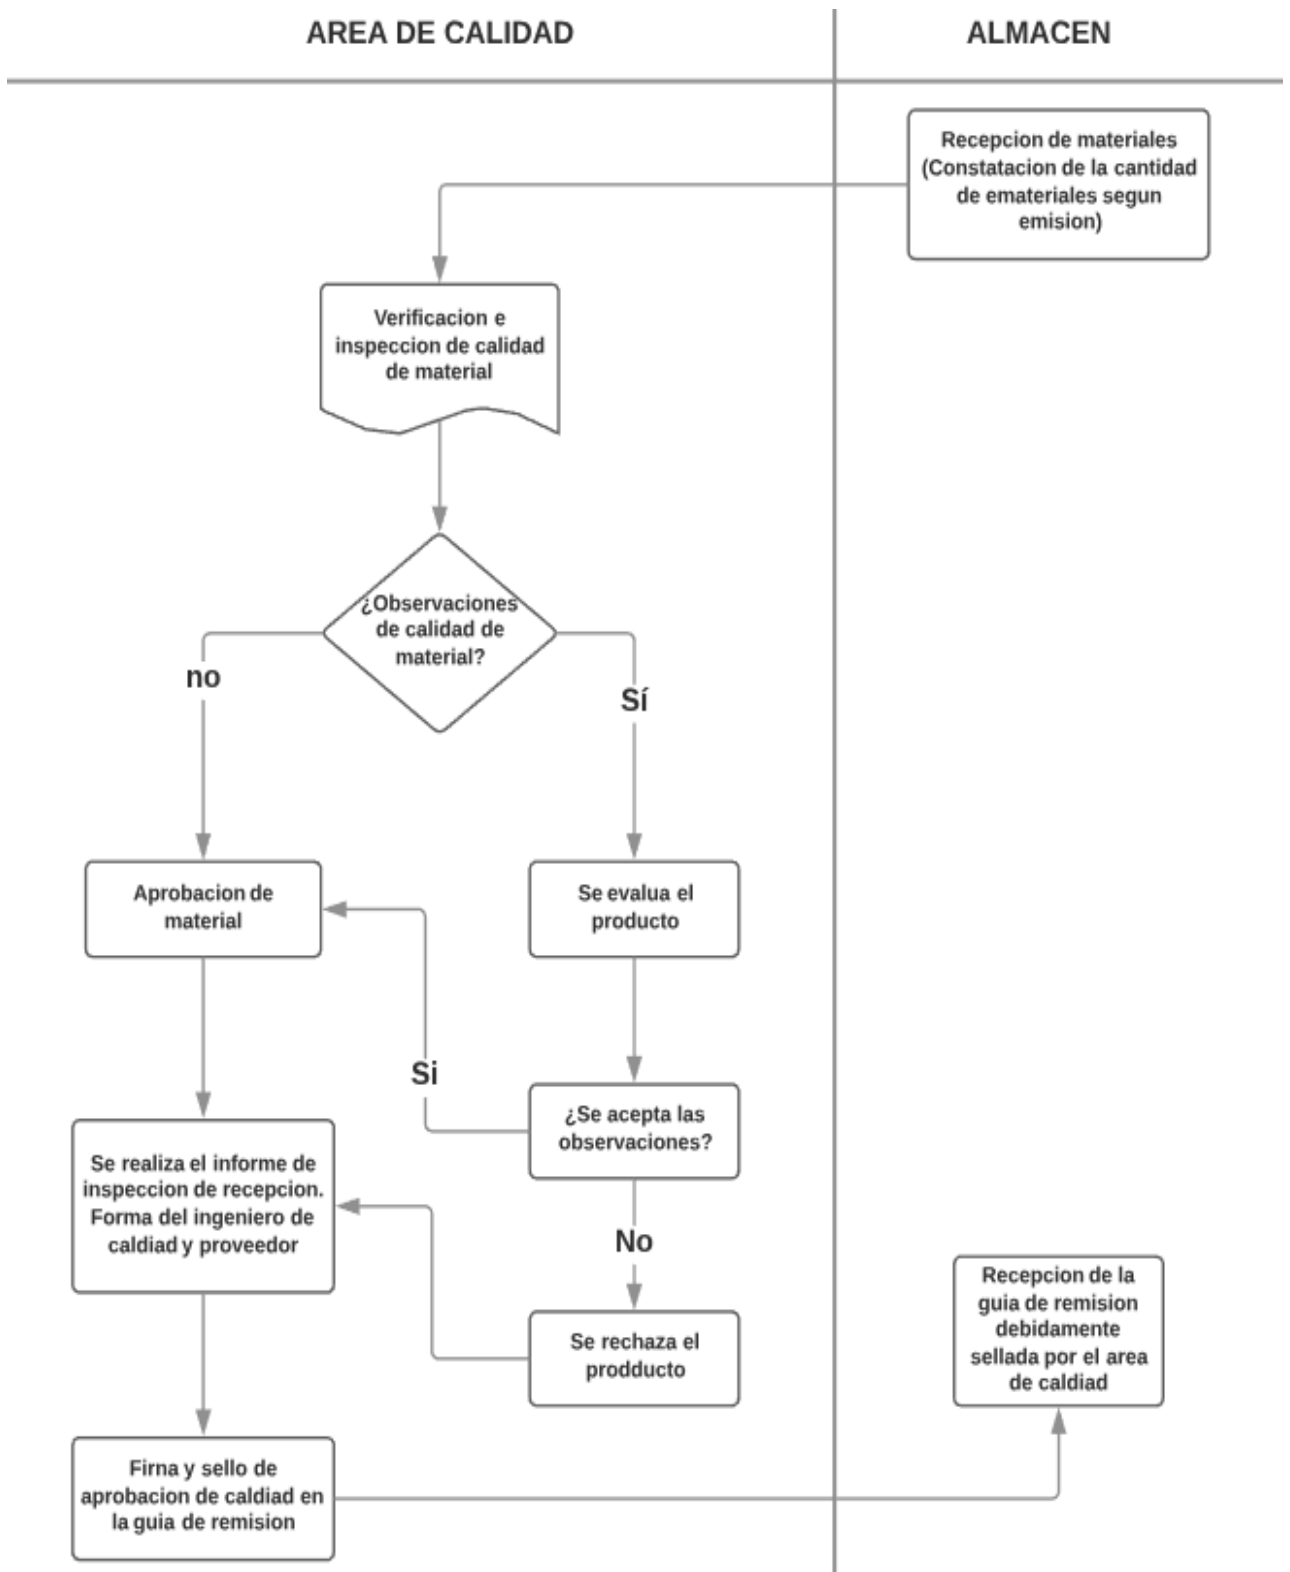 AREA DE CALIDAD
ALMACEN
Recepcion de materiales
(Constatacion de la cantidad
de emateriales segun
emision)
Verificacion e
inspeccion de calidad
de material
¿Observaciones
de calidad de
material?
no
Sí
Aprobacion de
material
Se evalua el
producto
Si
¿Se acepta las
observaciones?
Se realiza el informe de
inspeccion de recepcion.
Forma del ingeniero de
caldiad y proveedor
No
Se rechaza el
prodducto
Recepcion de la
guia de remision
debidamente
sellada por el area
de caldiad
Firna y sello de
aprobacion de caldiad en
la guia de remision